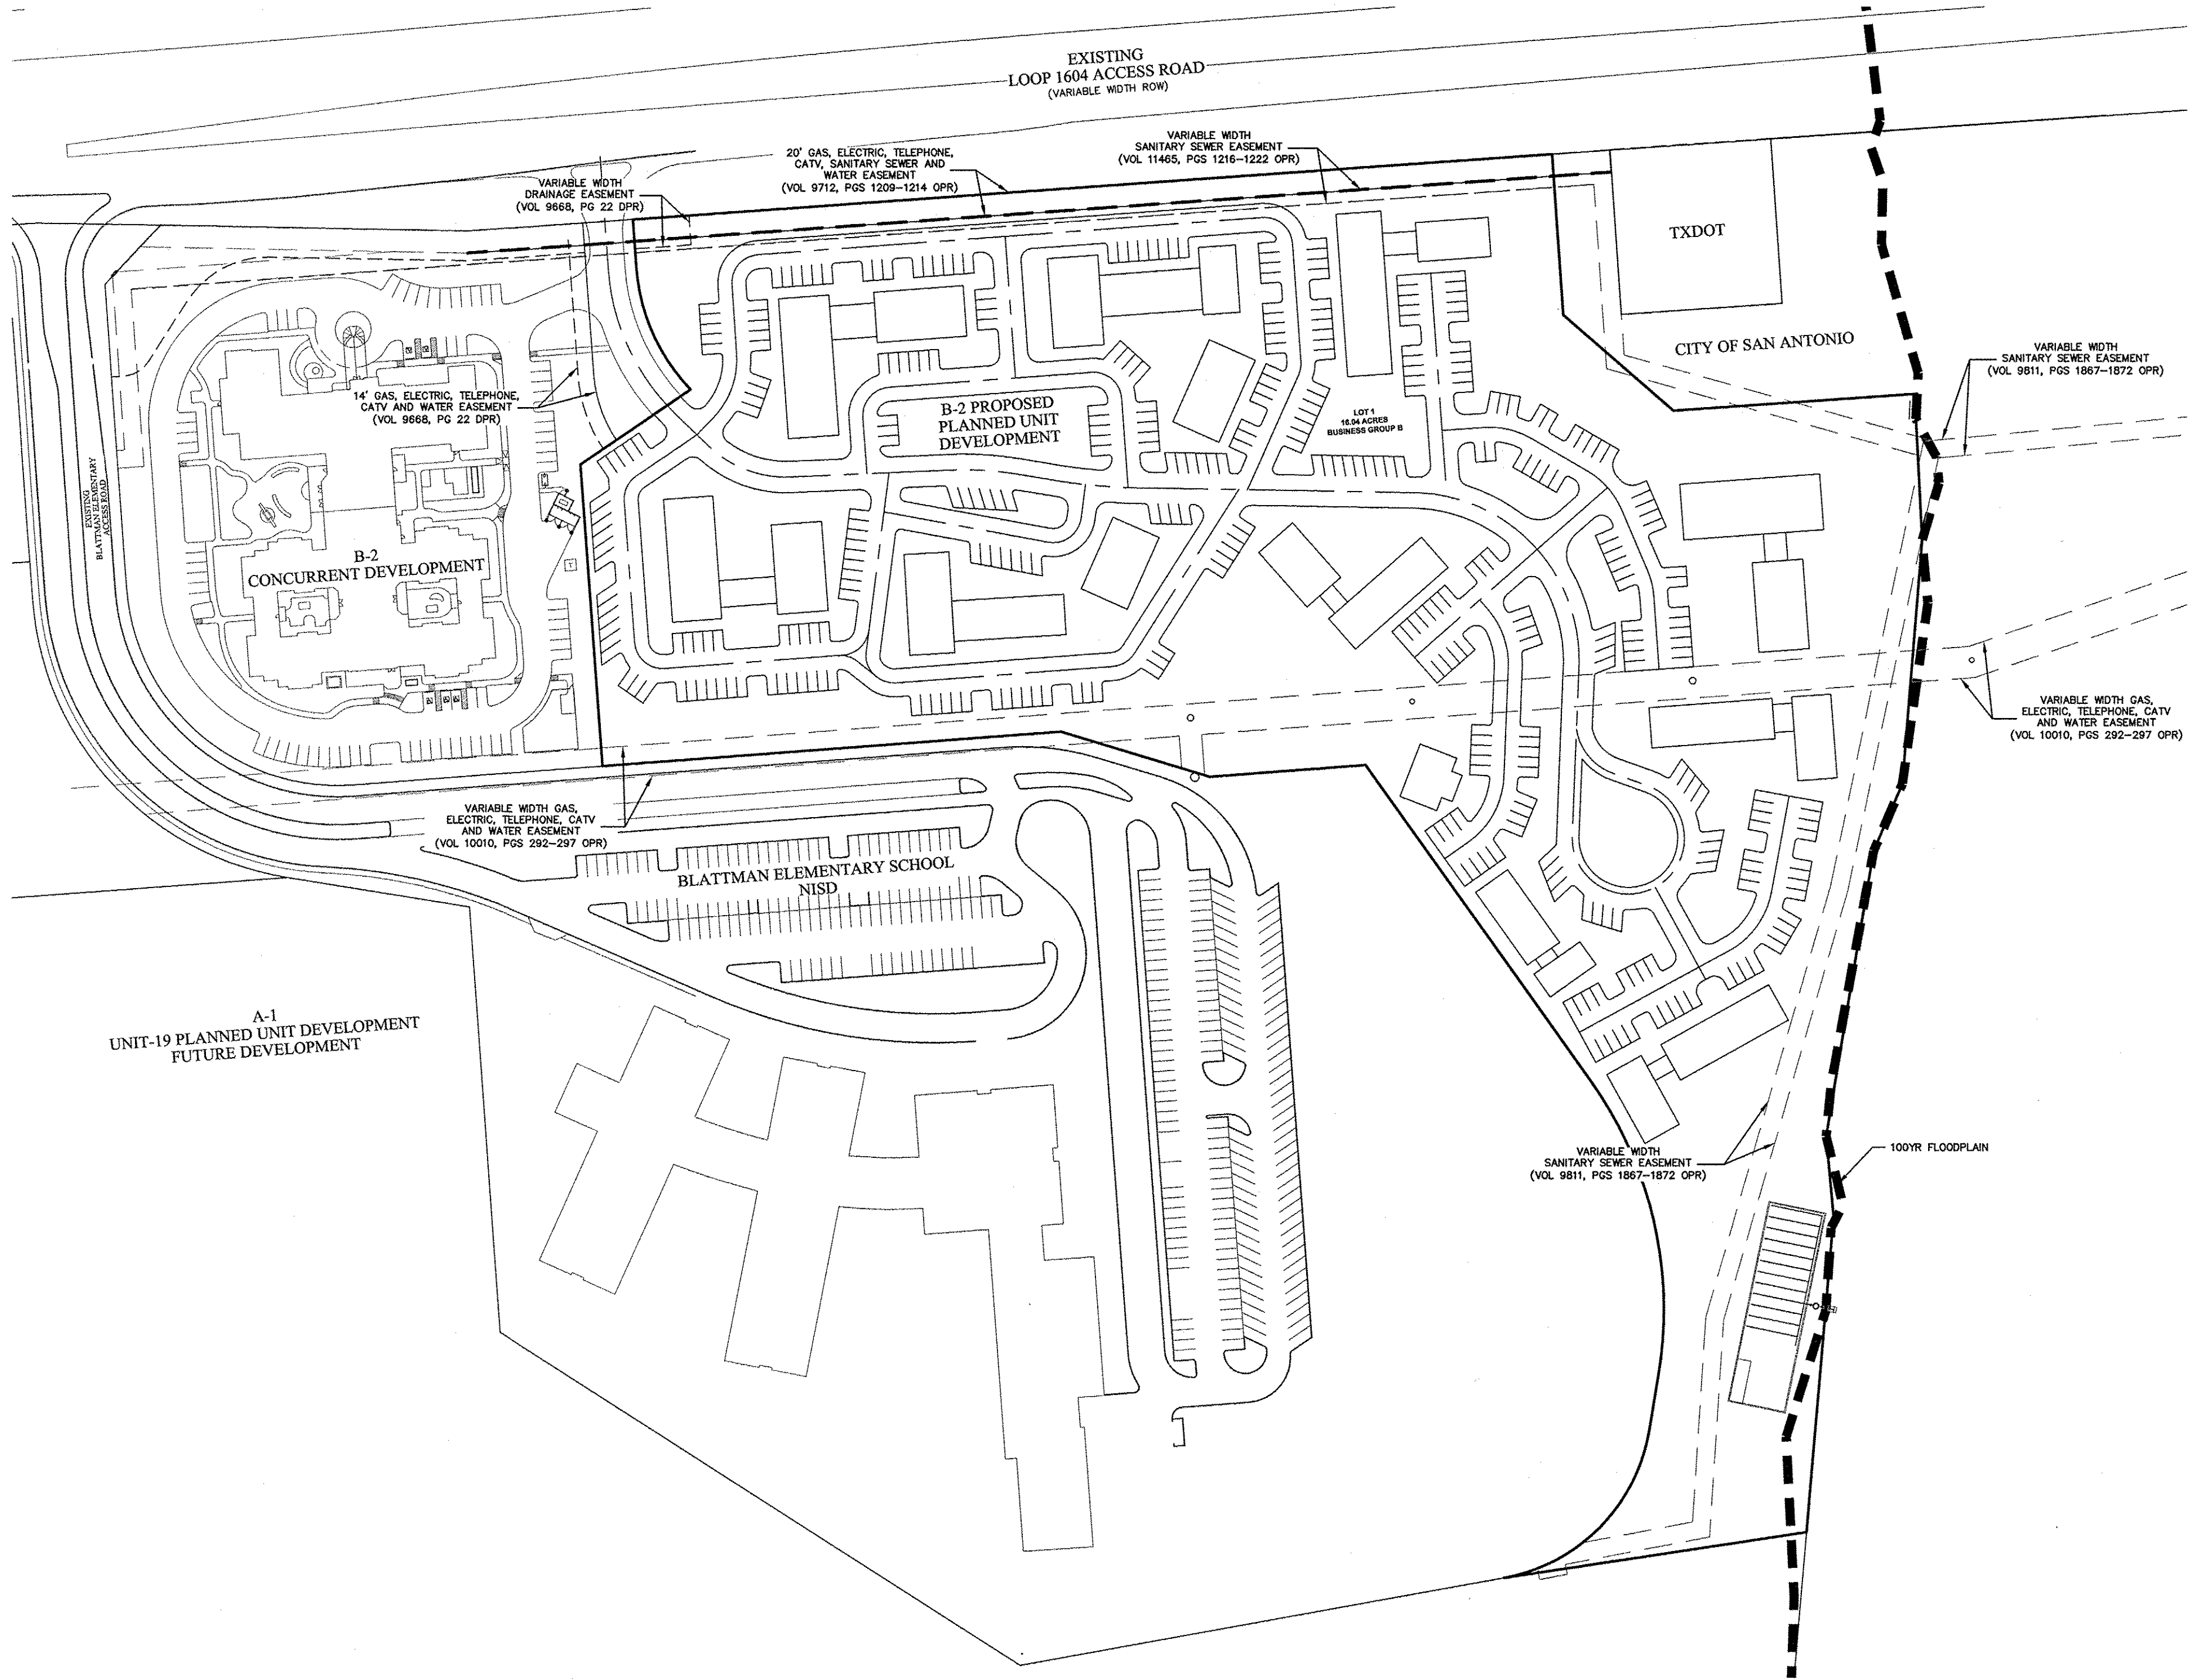 EXISTING
LOOP 1604 ACCESS ROAD
(VARIABLE WIDTH ROW)
VARIABLE WIDTH
SANITARY SEWER EASEMENT
(VOL 11465, PGS 1216-1222 OPR)
20' GAS, ELECTRIC, TELEPHONE,
CATV, SANITARY SEWER AND
WATER EASEMENT
(VOL 9712, PGS 1209-1214 OPR)
VARIABLE WIDTH
DRAINAGE EASEMENT
(VOL 9668, PG 22 DPR)
TXDOT
CITY OF SAN ANTONIO
VARIABLE WIDTH
SANITARY SEWER EASEMENT
(VOL 9811, PGS 1867-1872 OPR)
14' GAS, ELECTRIC, TELEPHONE,
CATV AND WATER EASEMENT
(VOL 9668, PG 22 DPR)
B-2 PROPOSED
PLANNED UNIT
DEVELOPMENT
LOT 1
16.04 ACRES
BUSINESS GROUP B
EXISTING
BLATTMAN ELEMENTARY
ACCESS ROAD
B-2
CONCURRENT DEVELOPMENT
T
VARIABLE WIDTH GAS,
ELECTRIC, TELEPHONE, CATV
AND WATER EASEMENT
(VOL 10010, PGS 292-297 OPR)
VARIABLE WIDTH GAS,
ELECTRIC, TELEPHONE, CATV
AND WATER EASEMENT
(VOL 10010, PGS 292-297 OPR)
BLATTMAN ELEMENTARY SCHOOL
NISD
A-1
UNIT-19 PLANNED UNIT DEVELOPMENT
FUTURE DEVELOPMENT
VARIABLE WIDTH
SANITARY SEWER EASEMENT
(VOL 9811, PGS 1867-1872 OPR)
100YR FLOODPLAIN